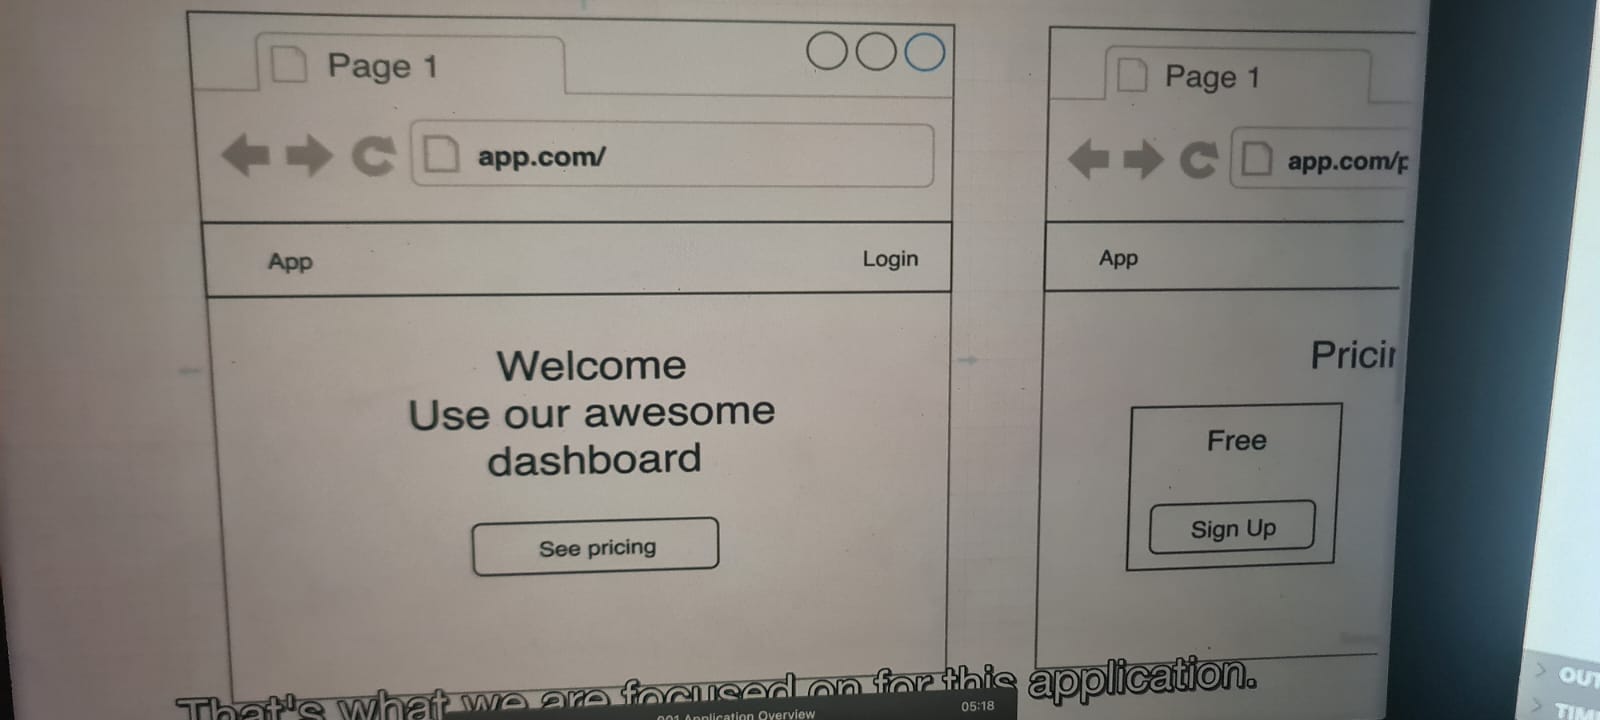 Page 1
app.com/
App
Login
Welcome
Use our awesome
dashboard
See pricing
Page 1
app.com/p
App
Pricin
Free
Sign Up
That's what we are focused on for this application.
001 Application Overview
05:18
OUT
TIM